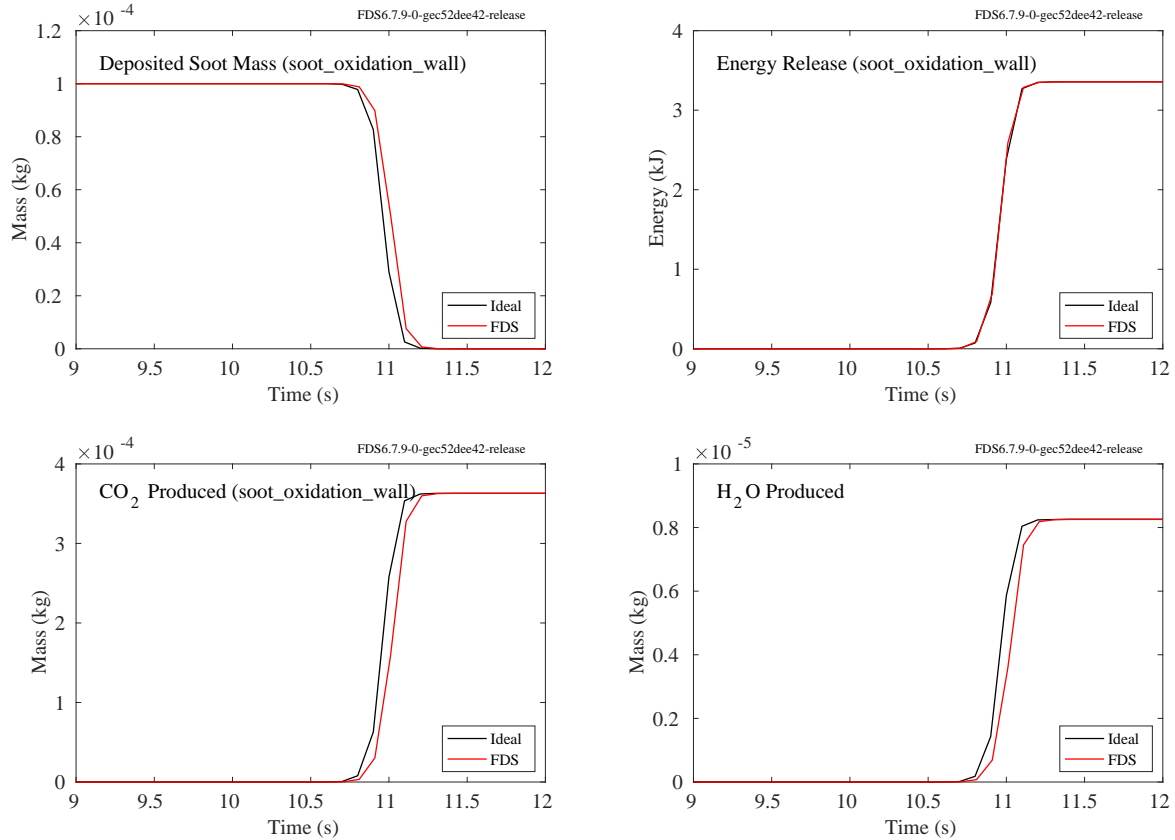 FDS6.7.9-0-gec52dee42-release
×10 -4
Deposited Soot Mass (soot_oxidation_wall)
1.2
1
0.8
0.6
0.4
0.2
0
Mass (kg)
Ideal
FDS
9 9.5 10 10.5 11 11.5 12
Time (s)
FDS6.7.9-0-gec52dee42-release
Energy Release (soot_oxidation_wall)
4
3
2
1
0
Energy (kJ)
Ideal
FDS
9 9.5 10 10.5 11 11.5 12
Time (s)
FDS6.7.9-0-gec52dee42-release
×10 -4
CO2 Produced (soot_oxidation_wall)
4
3
2
1
0
Mass (kg)
Ideal
FDS
9 9.5 10 10.5 11 11.5 12
Time (s)
FDS6.7.9-0-gec52dee42-release
×10 -5
H2O Produced
1
0.8
0.6
0.4
0.2
0
Mass (kg)
Ideal
FDS
9 9.5 10 10.5 11 11.5 12
Time (s)